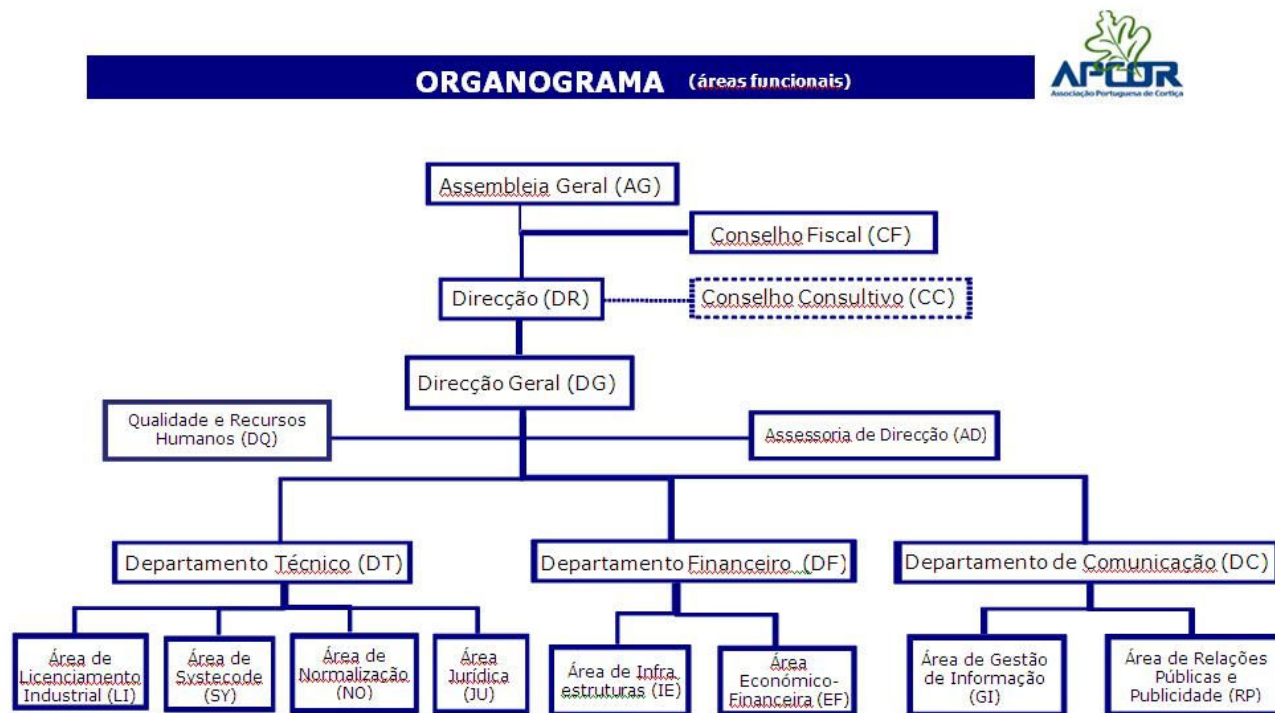 ORGANOGRAMA (áreas funcionais)
APCOR
Associação Portuguesa de Cortiça
Assembleia Geral (AG)
Conselho Fiscal (CF)
Direcção (DR)
Conselho Consultivo (CC)
Direcção Geral (DG)
Qualidade e Recursos
Humanos (DQ)
Assessoria de Direcção (AD)
Departamento Técnico (DT)
Departamento Financeiro (DF)
Departamento de Comunicação (DC)
Área de
Licenciamento
Industrial (LI)
Área de
Systecode
(SY)
Área de
Normalização
(NO)
Área
Jurídica
(JU)
Área de Infra
estruturas (IE)
Área
Económico-
Financeira (EF)
Área de Gestão
de Informação
(GI)
Área de Relações
Públicas e
Publicidade (RP)